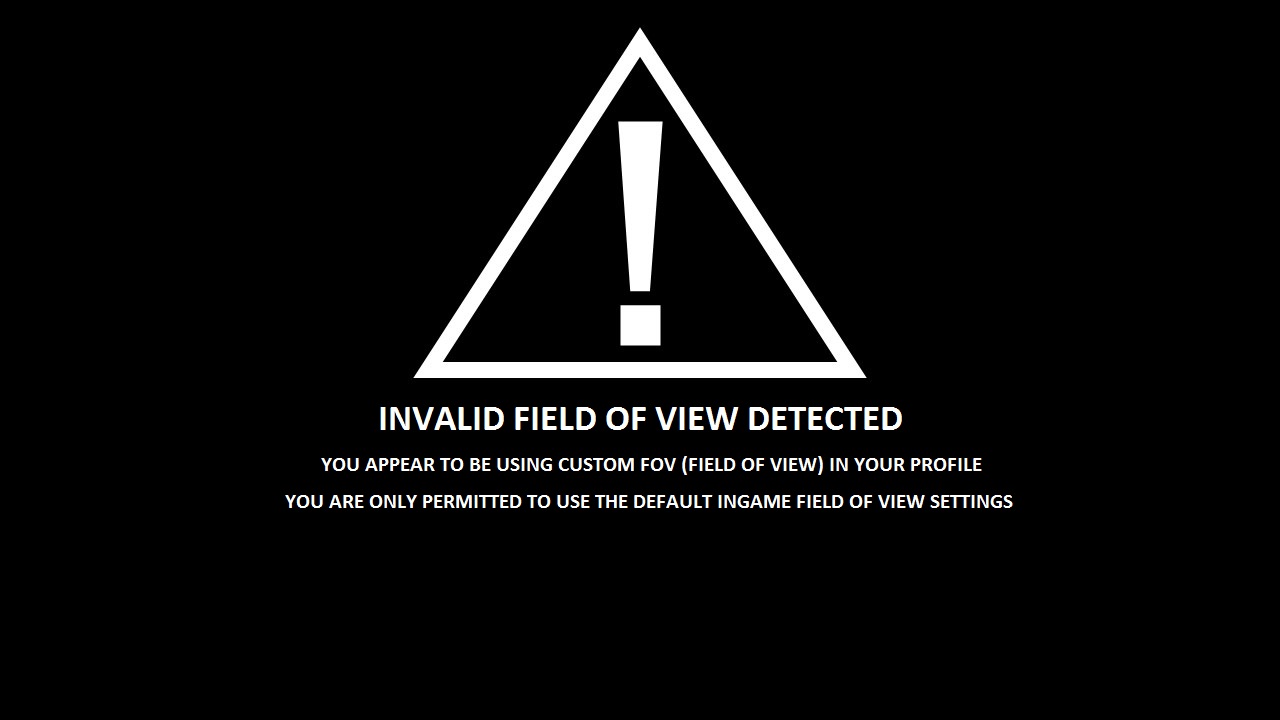 INVALID FIELD OF VIEW DETECTED
YOU APPEAR TO BE USING CUSTOM FOV (FIELD OF VIEW) IN YOUR PROFILE
YOU ARE ONLY PERMITTED TO USE THE DEFAULT INGAME FIELD OF VIEW SETTINGS